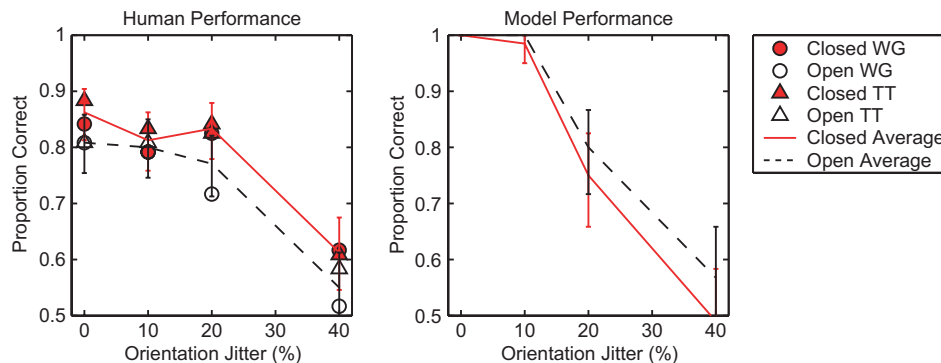 Human Performance
Model Performance
Proportion Correct
1
0.9
0.8
0.7
0.6
0.5
0
10
20
30
40
Orientation Jitter (%)
Proportion Correct
1
0.9
0.8
0.7
0.6
0.5
0
10
20
30
40
Orientation Jitter (%)
Closed WG
Open WG
Closed TT
Open TT
Closed Average
Open Average